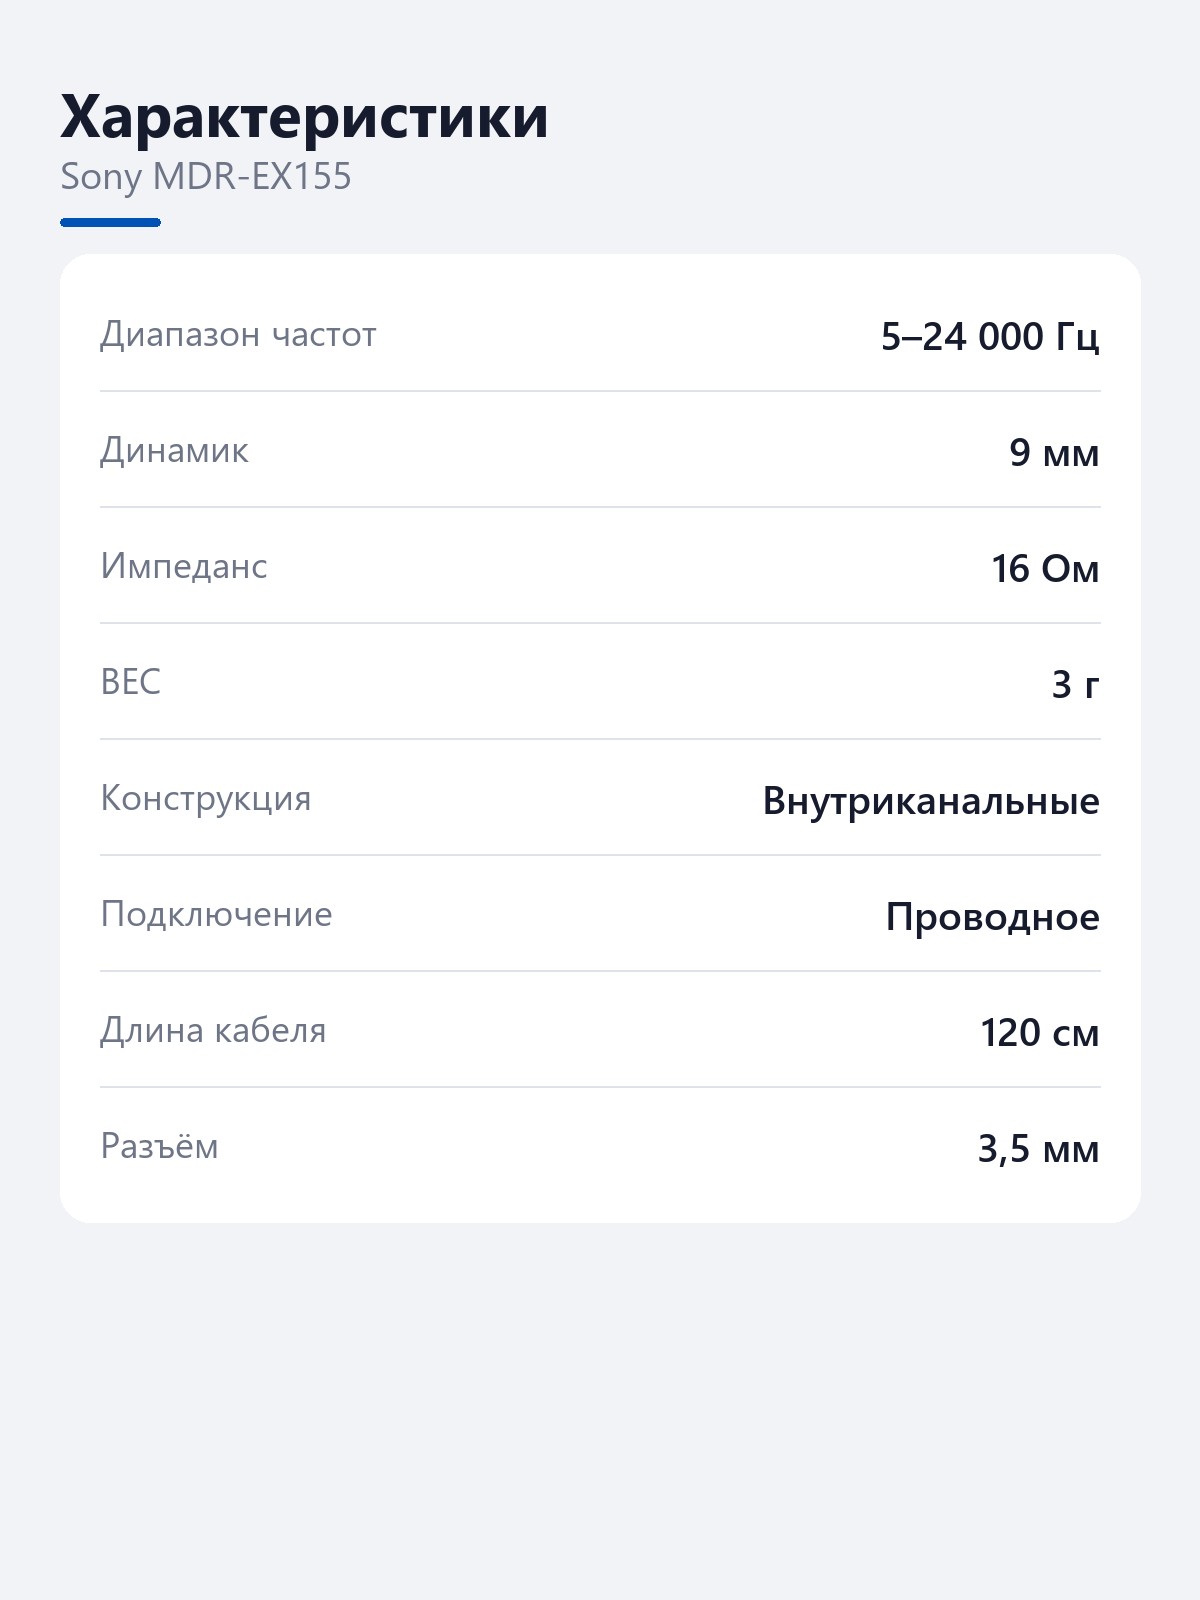 Характеристики
Sony MDR-EX155
Диапазон частот 5–24 000 Гц
Динамик 9 мм
Импеданс 16 Ом
ВЕС 3 г
Конструкция Внутриканальные
Подключение Проводное
Длина кабеля 120 см
Разъём 3,5 мм